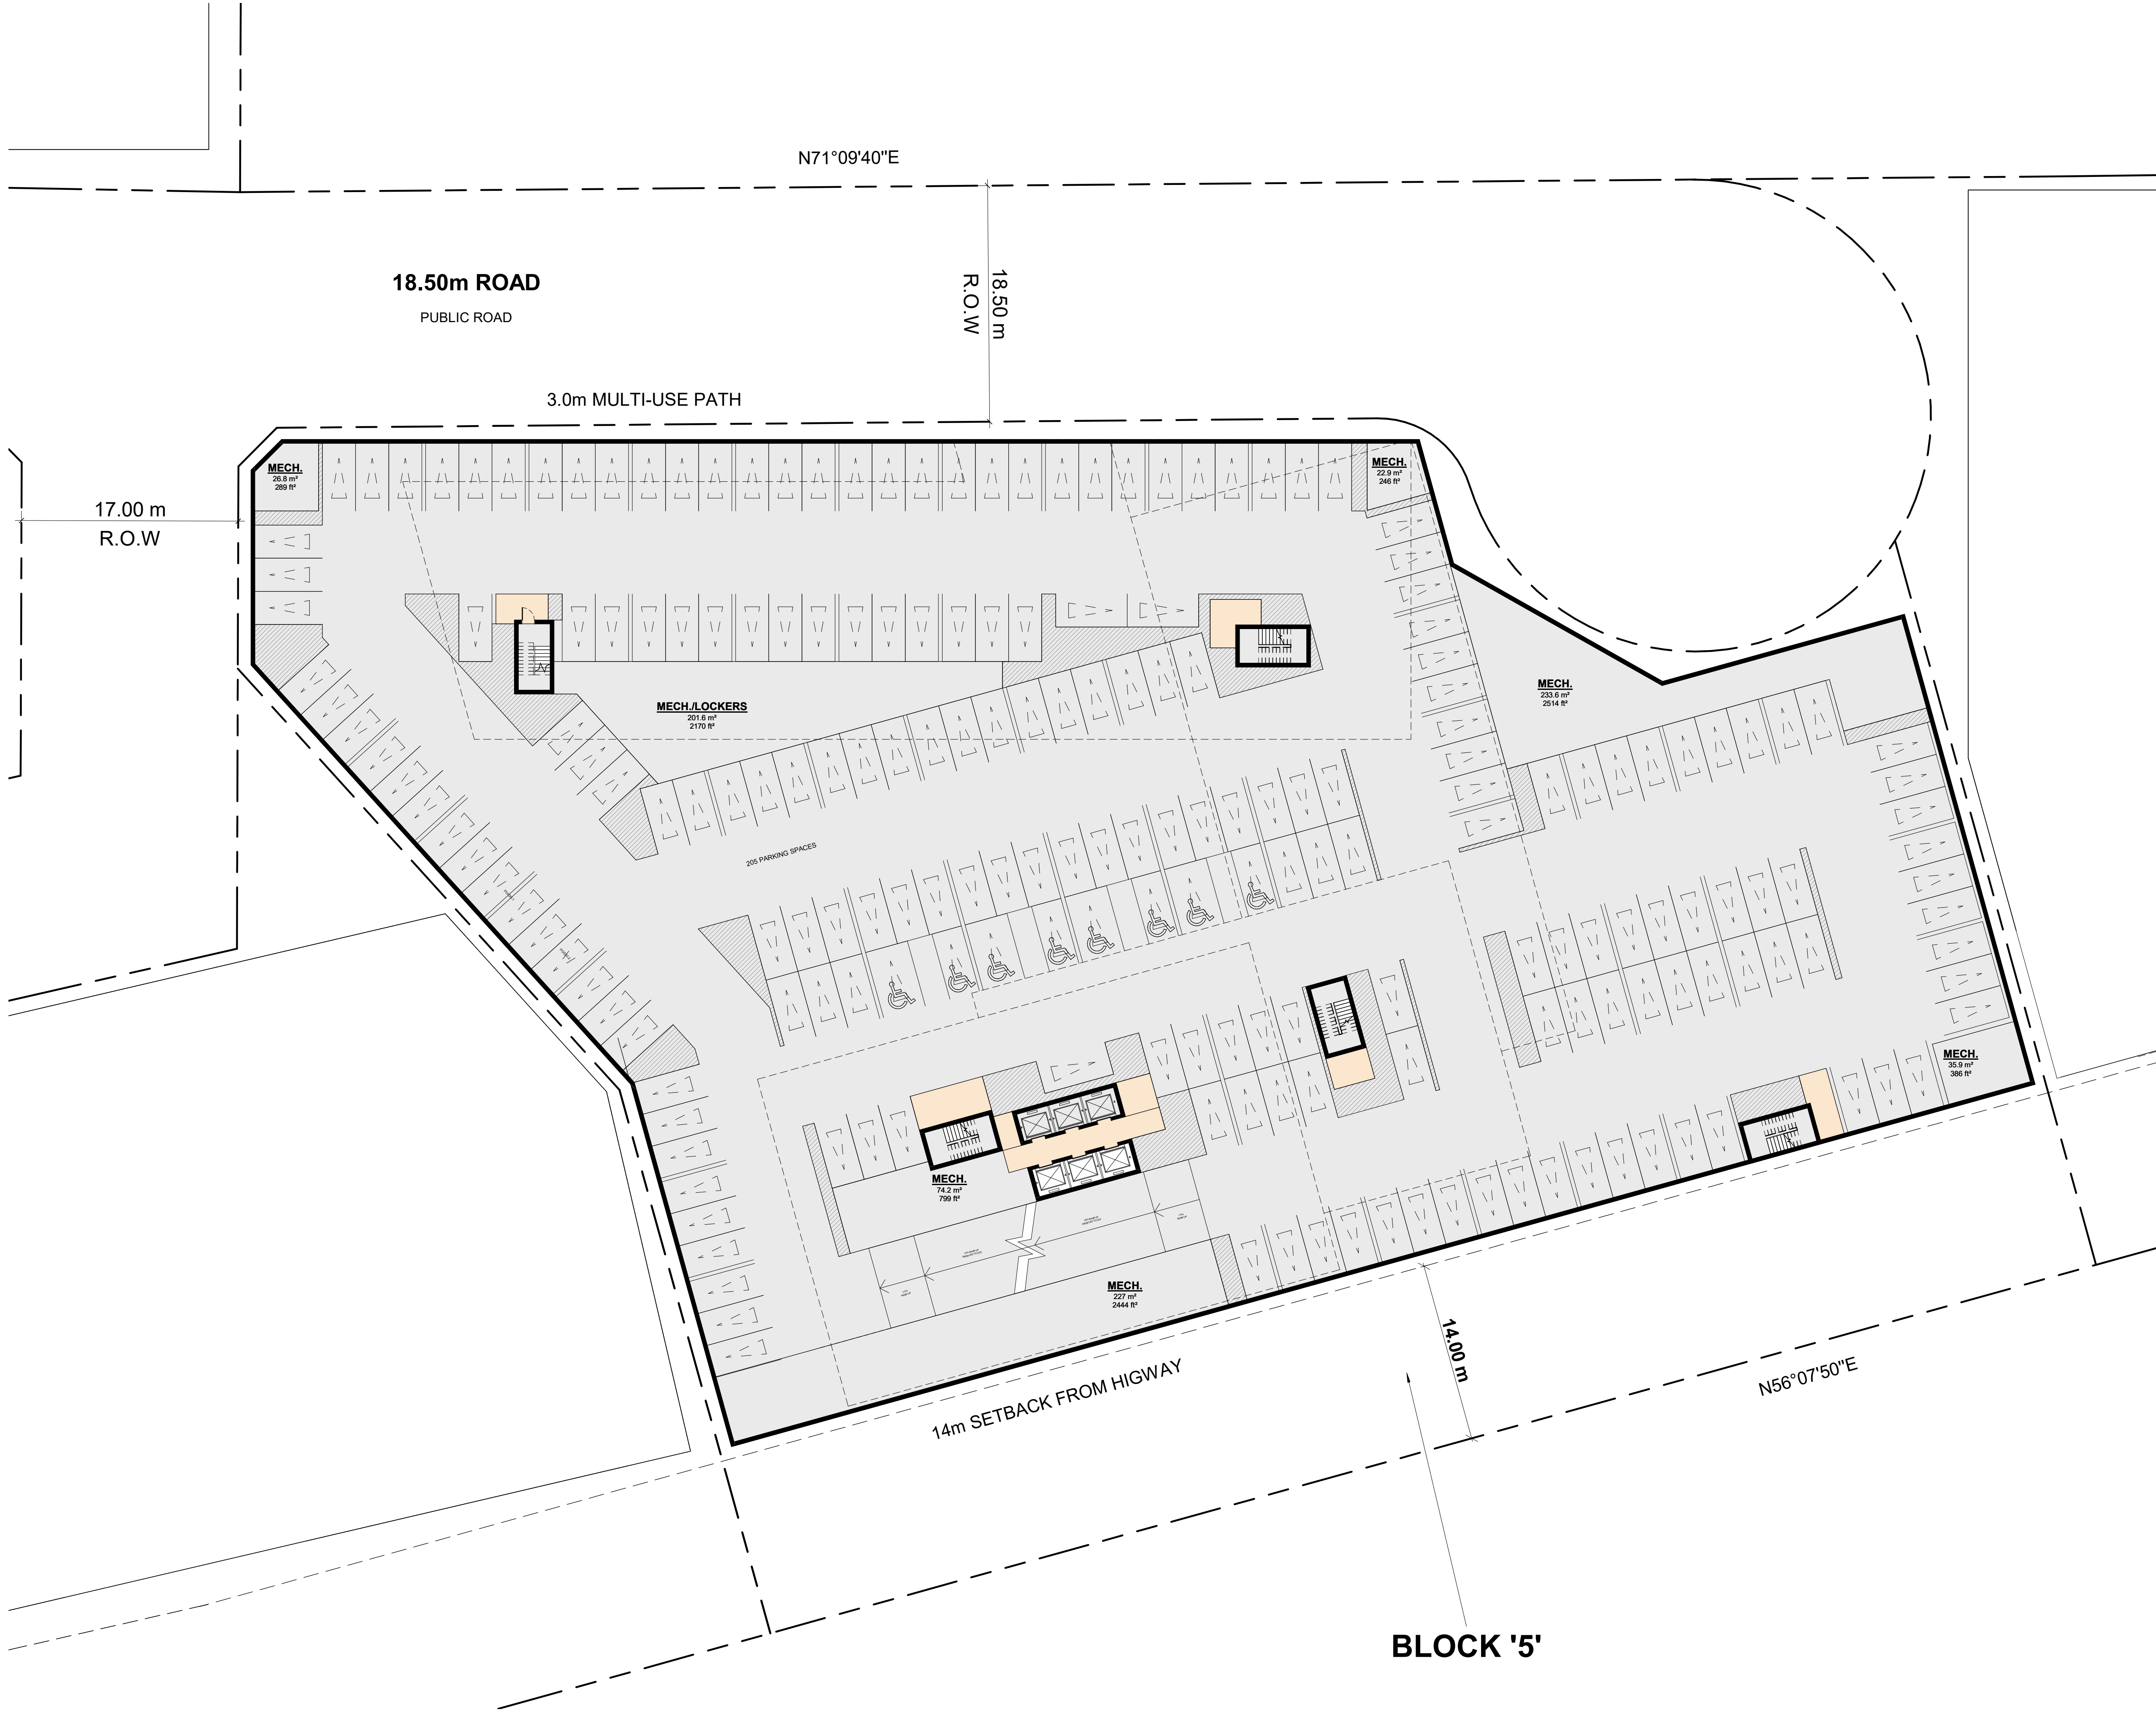 N71°09'40"E
18.50m ROAD
PUBLIC ROAD
18.50 m
R.O.W
3.0m MULTI-USE PATH
MECH.
26.8 m²
289 ft²
MECH.
22.9 m²
246 ft²
17.00 m
R.O.W
MECH./LOCKERS
201.6 m²
2170 ft²
MECH.
233.6 m²
2514 ft²
205 PARKING SPACES
MECH.
35.9 m²
386 ft²
MECH.
74.2 m²
799 ft²
MECH.
227 m²
2444 ft²
14.00 m
14m SETBACK FROM HIGWAY
N56°07'50"E
BLOCK '5'